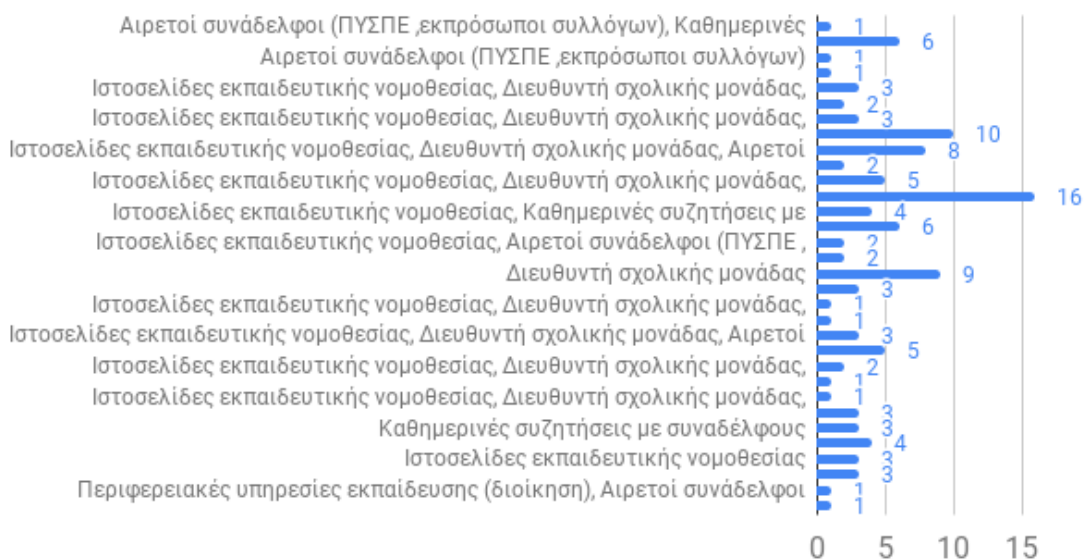 Αιρετοί συνάδελφοι (ΠΥΣΠΕ ,εκπρόσωποι συλλόγων), Καθημερινές 1
6
Αιρετοί συνάδελφοι (ΠΥΣΠΕ ,εκπρόσωποι συλλόγων) 1
1
Ιστοσελίδες εκπαιδευτικής νομοθεσίας, Διευθυντή σχολικής μονάδας, 3
2
Ιστοσελίδες εκπαιδευτικής νομοθεσίας, Διευθυντή σχολικής μονάδας, 3
10
Ιστοσελίδες εκπαιδευτικής νομοθεσίας, Διευθυντή σχολικής μονάδας, Αιρετοί 8
2
Ιστοσελίδες εκπαιδευτικής νομοθεσίας, Διευθυντή σχολικής μονάδας, 5
16
Ιστοσελίδες εκπαιδευτικής νομοθεσίας, Καθημερινές συζητήσεις με 4
6
Ιστοσελίδες εκπαιδευτικής νομοθεσίας, Αιρετοί συνάδελφοι (ΠΥΣΠΕ , 2
2
Διευθυντή σχολικής μονάδας 9
3
Ιστοσελίδες εκπαιδευτικής νομοθεσίας, Διευθυντή σχολικής μονάδας, 1
1
Ιστοσελίδες εκπαιδευτικής νομοθεσίας, Διευθυντή σχολικής μονάδας, Αιρετοί 3
5
Ιστοσελίδες εκπαιδευτικής νομοθεσίας, Διευθυντή σχολικής μονάδας, 2
1
Ιστοσελίδες εκπαιδευτικής νομοθεσίας, Διευθυντή σχολικής μονάδας, 1
3
Καθημερινές συζητήσεις με συναδέλφους 3
4
Ιστοσελίδες εκπαιδευτικής νομοθεσίας 3
3
Περιφερειακές υπηρεσίες εκπαίδευσης (διοίκηση), Αιρετοί συνάδελφοι 1
1
0 5 10 15